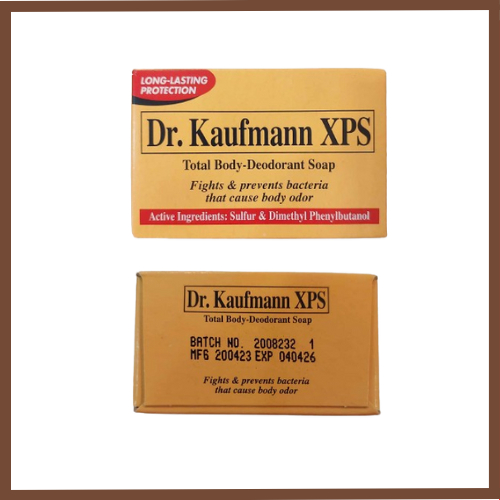 LONG-LASTING
PROTECTION
Dr. Kaufmann XPS
Total Body-Deodorant Soap
Fights & prevents bacteria
that cause body odor
Active Ingredients: Sulfur & Dimethyl Phenylbutanol
Dr. Kaufmann XPS
Total Body-Deodorant Soap
BATCH NO. 2008232 1
MFG 200423 EXP 040426
Fights & prevents bacteria
that cause body odor